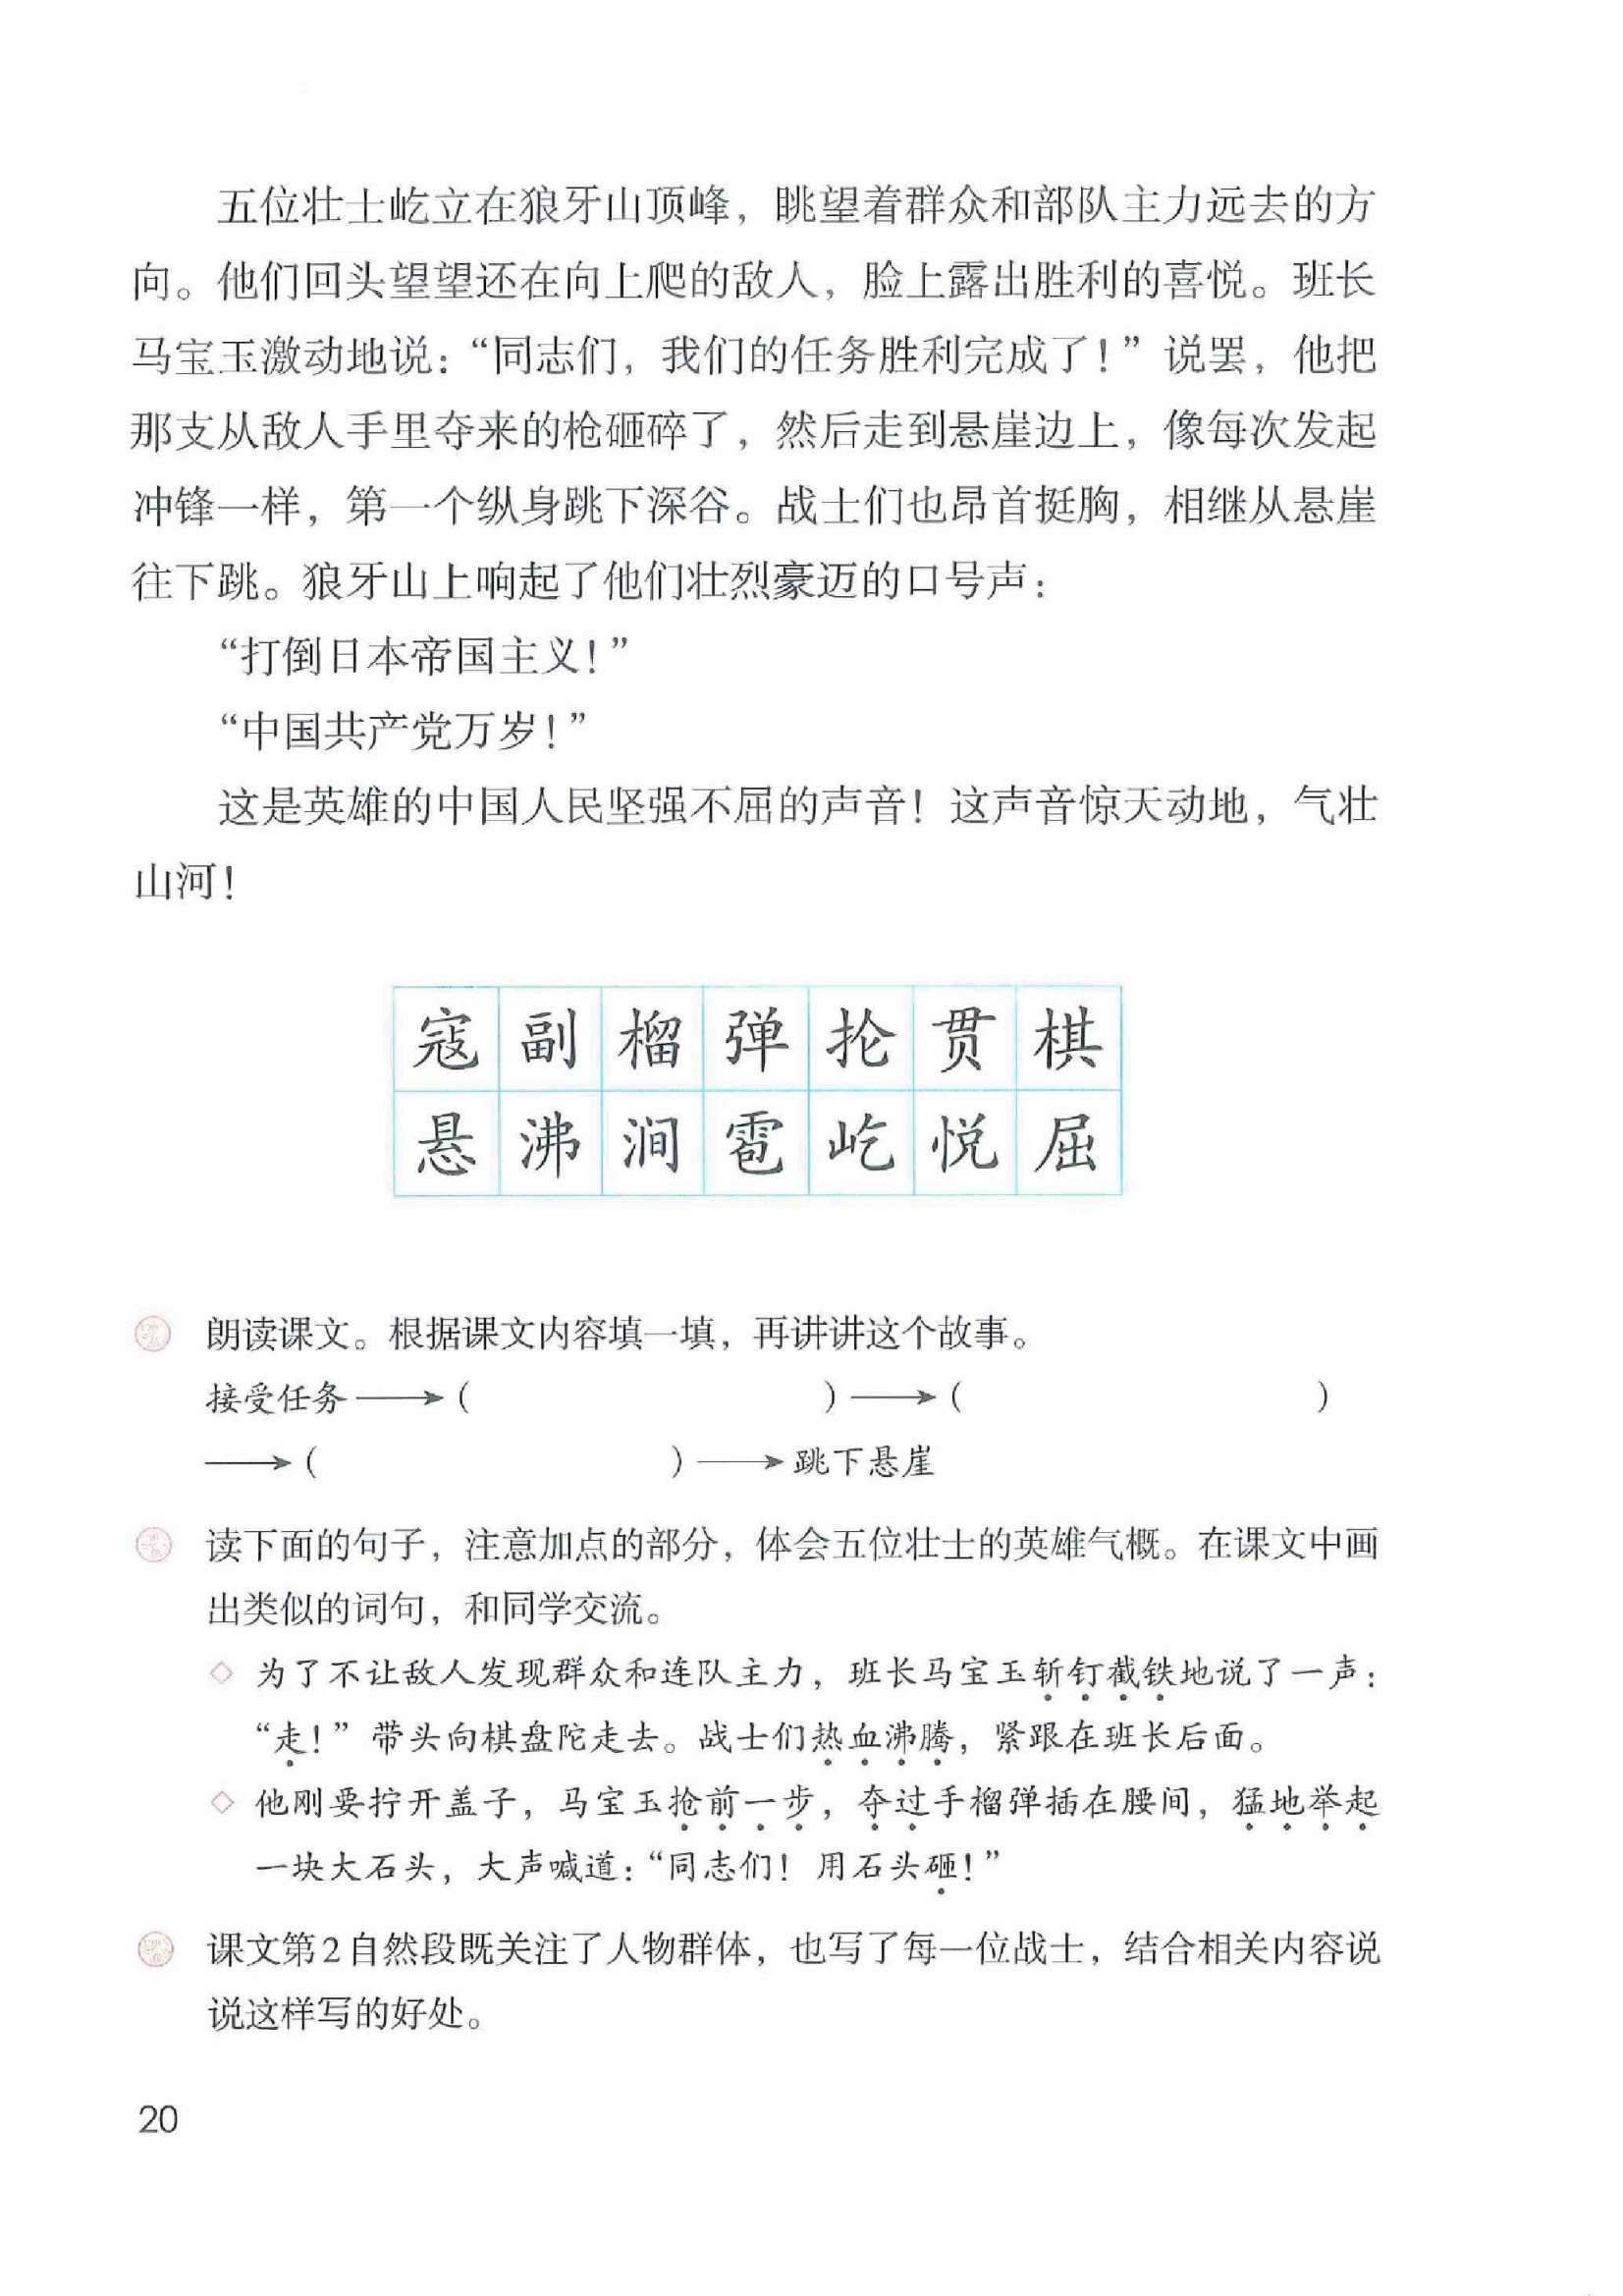 五位壮士屹立在狼牙山顶峰，眺望着群众和部队主力远去的方
向。他们回头望望还在向上爬的敌人，脸上露出胜利的喜悦。班长
马宝玉激动地说：“同志们，我们的任务胜利完成了！”说罢，他把
那支从敌人手里夺来的枪砸碎了，然后走到悬崖边上，像每次发起
冲锋一样，第一个纵身跳下深谷。战士们也昂首挺胸，相继从悬崖
往下跳。狼牙山上响起了他们壮烈豪迈的口号声：
“打倒日本帝国主义！”
“中国共产党万岁！”
这是英雄的中国人民坚强不屈的声音！这声音惊天动地，气壮
山河！
寇 副 榴 弹 抡 贯 棋
悬 沸 涧 雹 屹 悦 屈
朗读课文。根据课文内容填一填，再讲讲这个故事。
接受任务⟶（ ）⟶（ ）
⟶（ ）⟶跳下悬崖
读下面的句子，注意加点的部分，体会五位壮士的英雄气概。在课文中画
出类似的词句，和同学交流。
◇ 为了不让敌人发现群众和连队主力，班长马宝玉斩钉截铁地说了一声：
“走！”带头向棋盘陀走去。战士们热血沸腾，紧跟在班长后面。
◇ 他刚要拧开盖子，马宝玉抢前一步，夺过手榴弹插在腰间，猛地举起
一块大石头，大声喊道：“同志们！用石头砸！”
课文第2自然段既关注了人物群体，也写了每一位战士，结合相关内容说
说这样写的好处。
20